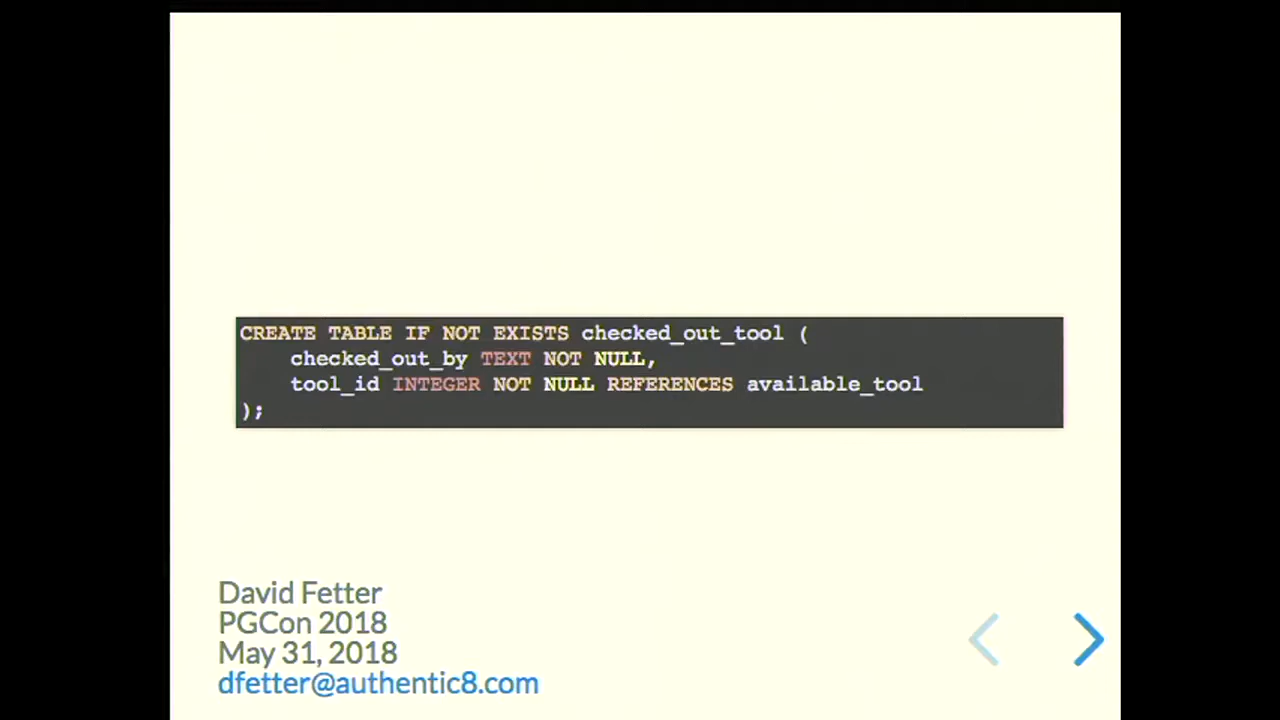 CREATE TABLE IF NOT EXISTS checked_out_tool (
    checked_out_by TEXT NOT NULL,
    tool_id INTEGER NOT NULL REFERENCES available_tool
);
David Fetter
PGCon 2018
May 31, 2018
dfetter@authentic8.com